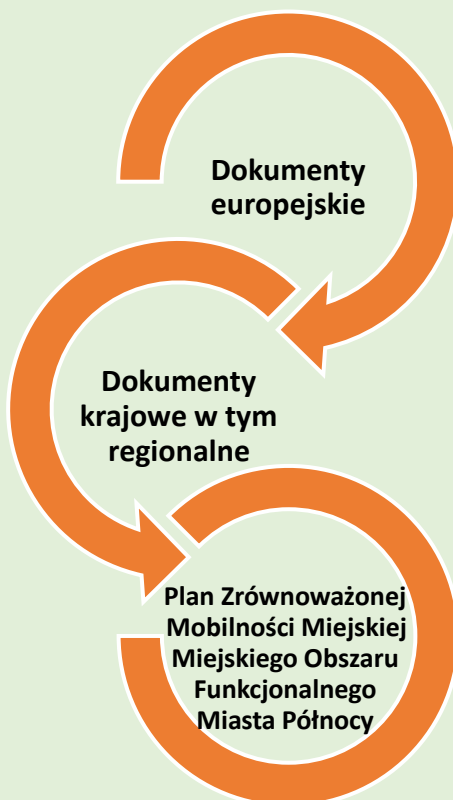 Dokumenty
europejskie
Dokumenty
krajowe w tym
regionalne
Plan Zrównoważonej
Mobilności Miejskiej
Miejskiego Obszaru
Funkcjonalnego
Miasta Północy